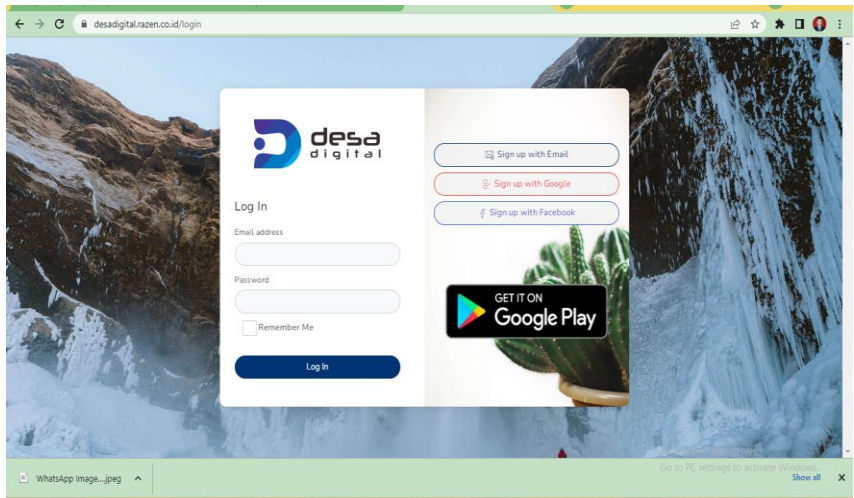 desadigital.razen.co.id/login
desa
digital
Log In
Email address
Password
Remember Me
Log In
Sign up with Email
Sign up with Google
Sign up with Facebook
GET IT ON
Google Play
Go to PC settings to activate Windows.
WhatsApp Image...jpeg
Show all